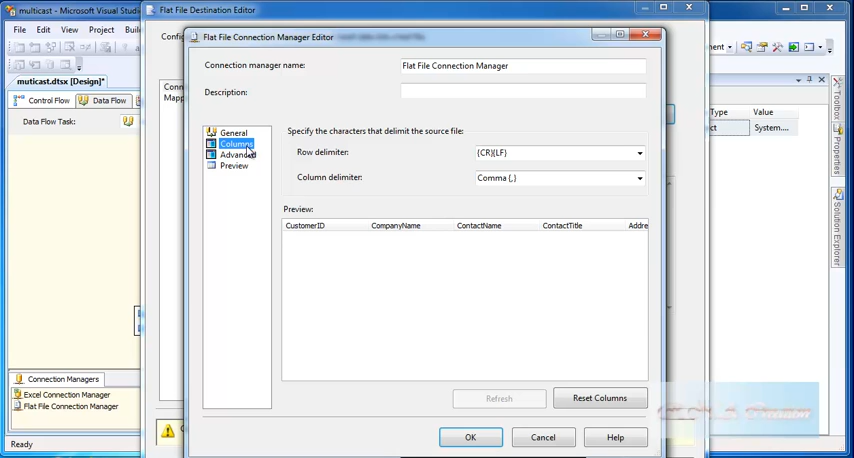 multicast - Microsoft Visual Studio
Flat File Destination Editor
File Edit View Project
muticast.dtsx [Design]*
Control Flow Data Flow
Data Flow Task:
Flat File Connection Manager Editor
Connection manager name: Flat File Connection Manager
Description:
General
Columns
Advanced
Preview
Specify the characters that delimit the source file:
Row delimiter: {CR}{LF}
Column delimiter: Comma {,}
Preview:
CustomerID CompanyName ContactName ContactTitle Addre
Refresh Reset Columns
OK Cancel Help
Type Value
System....
Toolbox
Properties
Solution Explorer
Connection Managers
Excel Connection Manager
Flat File Connection Manager
Ready